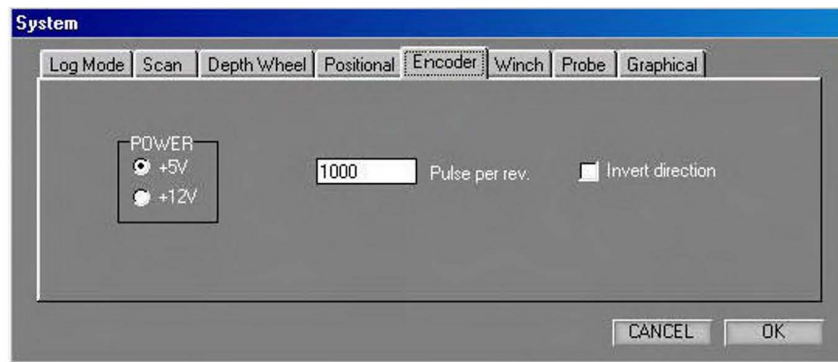 System
Log Mode Scan Depth Wheel Positional Encoder Winch Probe Graphical
POWER
+5V
1000 Pulse per rev. Invert direction
+12V
CANCEL OK